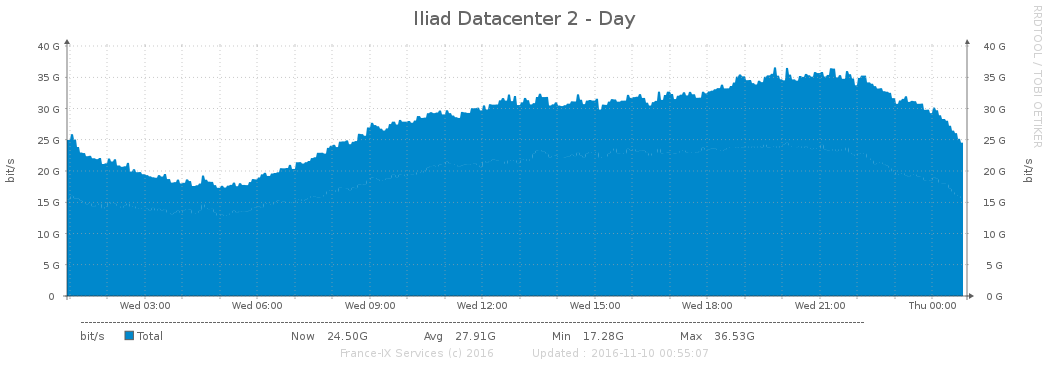 Iliad Datacenter 2 - Day
RRDTOOL / TOBI OETIKER
40 G 40 G
35 G 35 G
30 G 30 G
25 G 25 G
20 G 20 G
15 G 15 G
10 G 10 G
5 G 5 G
0 0 G
bit/s bit/s
Wed 03:00 Wed 06:00 Wed 09:00 Wed 12:00 Wed 15:00 Wed 18:00 Wed 21:00 Thu 00:00
bit/s Total Now 24.50G Avg 27.91G Min 17.28G Max 36.53G
France-IX Services (c) 2016 Updated : 2016-11-10 00:55:07